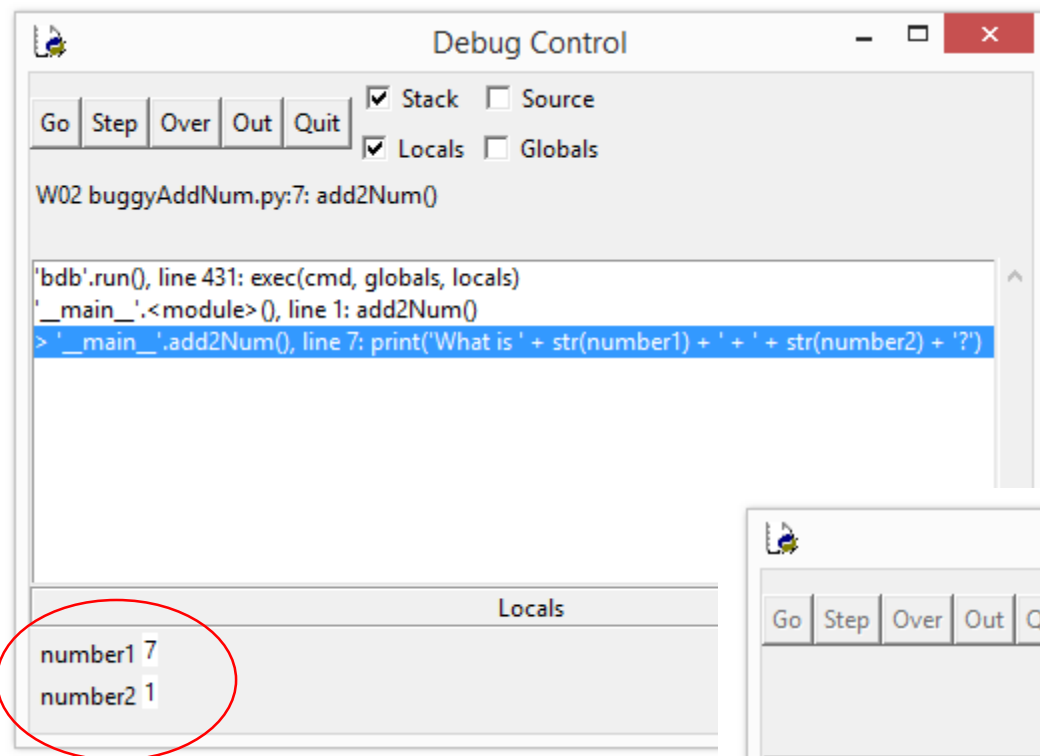 Debug Control
Go Step Over Out Quit
Stack Source
Locals Globals
W02 buggyAddNum.py:7: add2Num()
'bdb'.run(), line 431: exec(cmd, globals, locals)
'__main__'.<module>(), line 1: add2Num()
> '__main__'.add2Num(), line 7: print('What is ' + str(number1) + ' + ' + str(number2) + '?')
Locals
number1 7
number2 1
Go Step Over Out